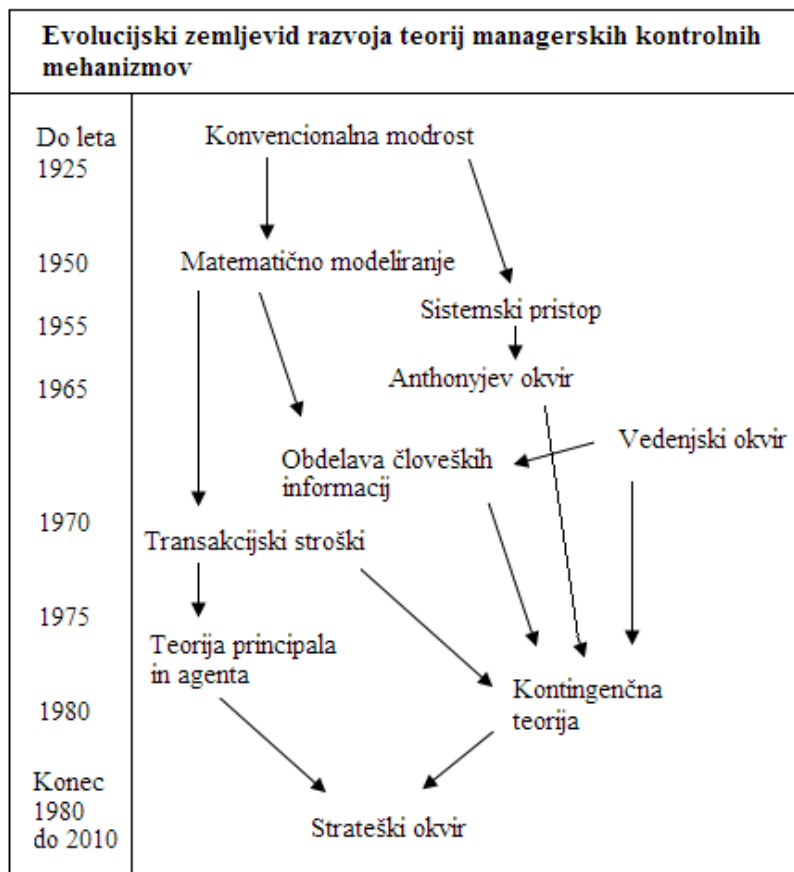 Evolucijski zemljevid razvoja teorij managerskih kontrolnih
mehanizmov
Do leta
1925
Konvencionalna modrost
1950
Matematično modeliranje
Sistemski pristop
1955
Anthonyjev okvir
1965
Vedenjski okvir
Obdelava človeških
informacij
1970
Transakcijski stroški
1975
Teorija principala
in agenta
Kontingenčna
teorija
1980
Konec
1980
do 2010
Strateški okvir